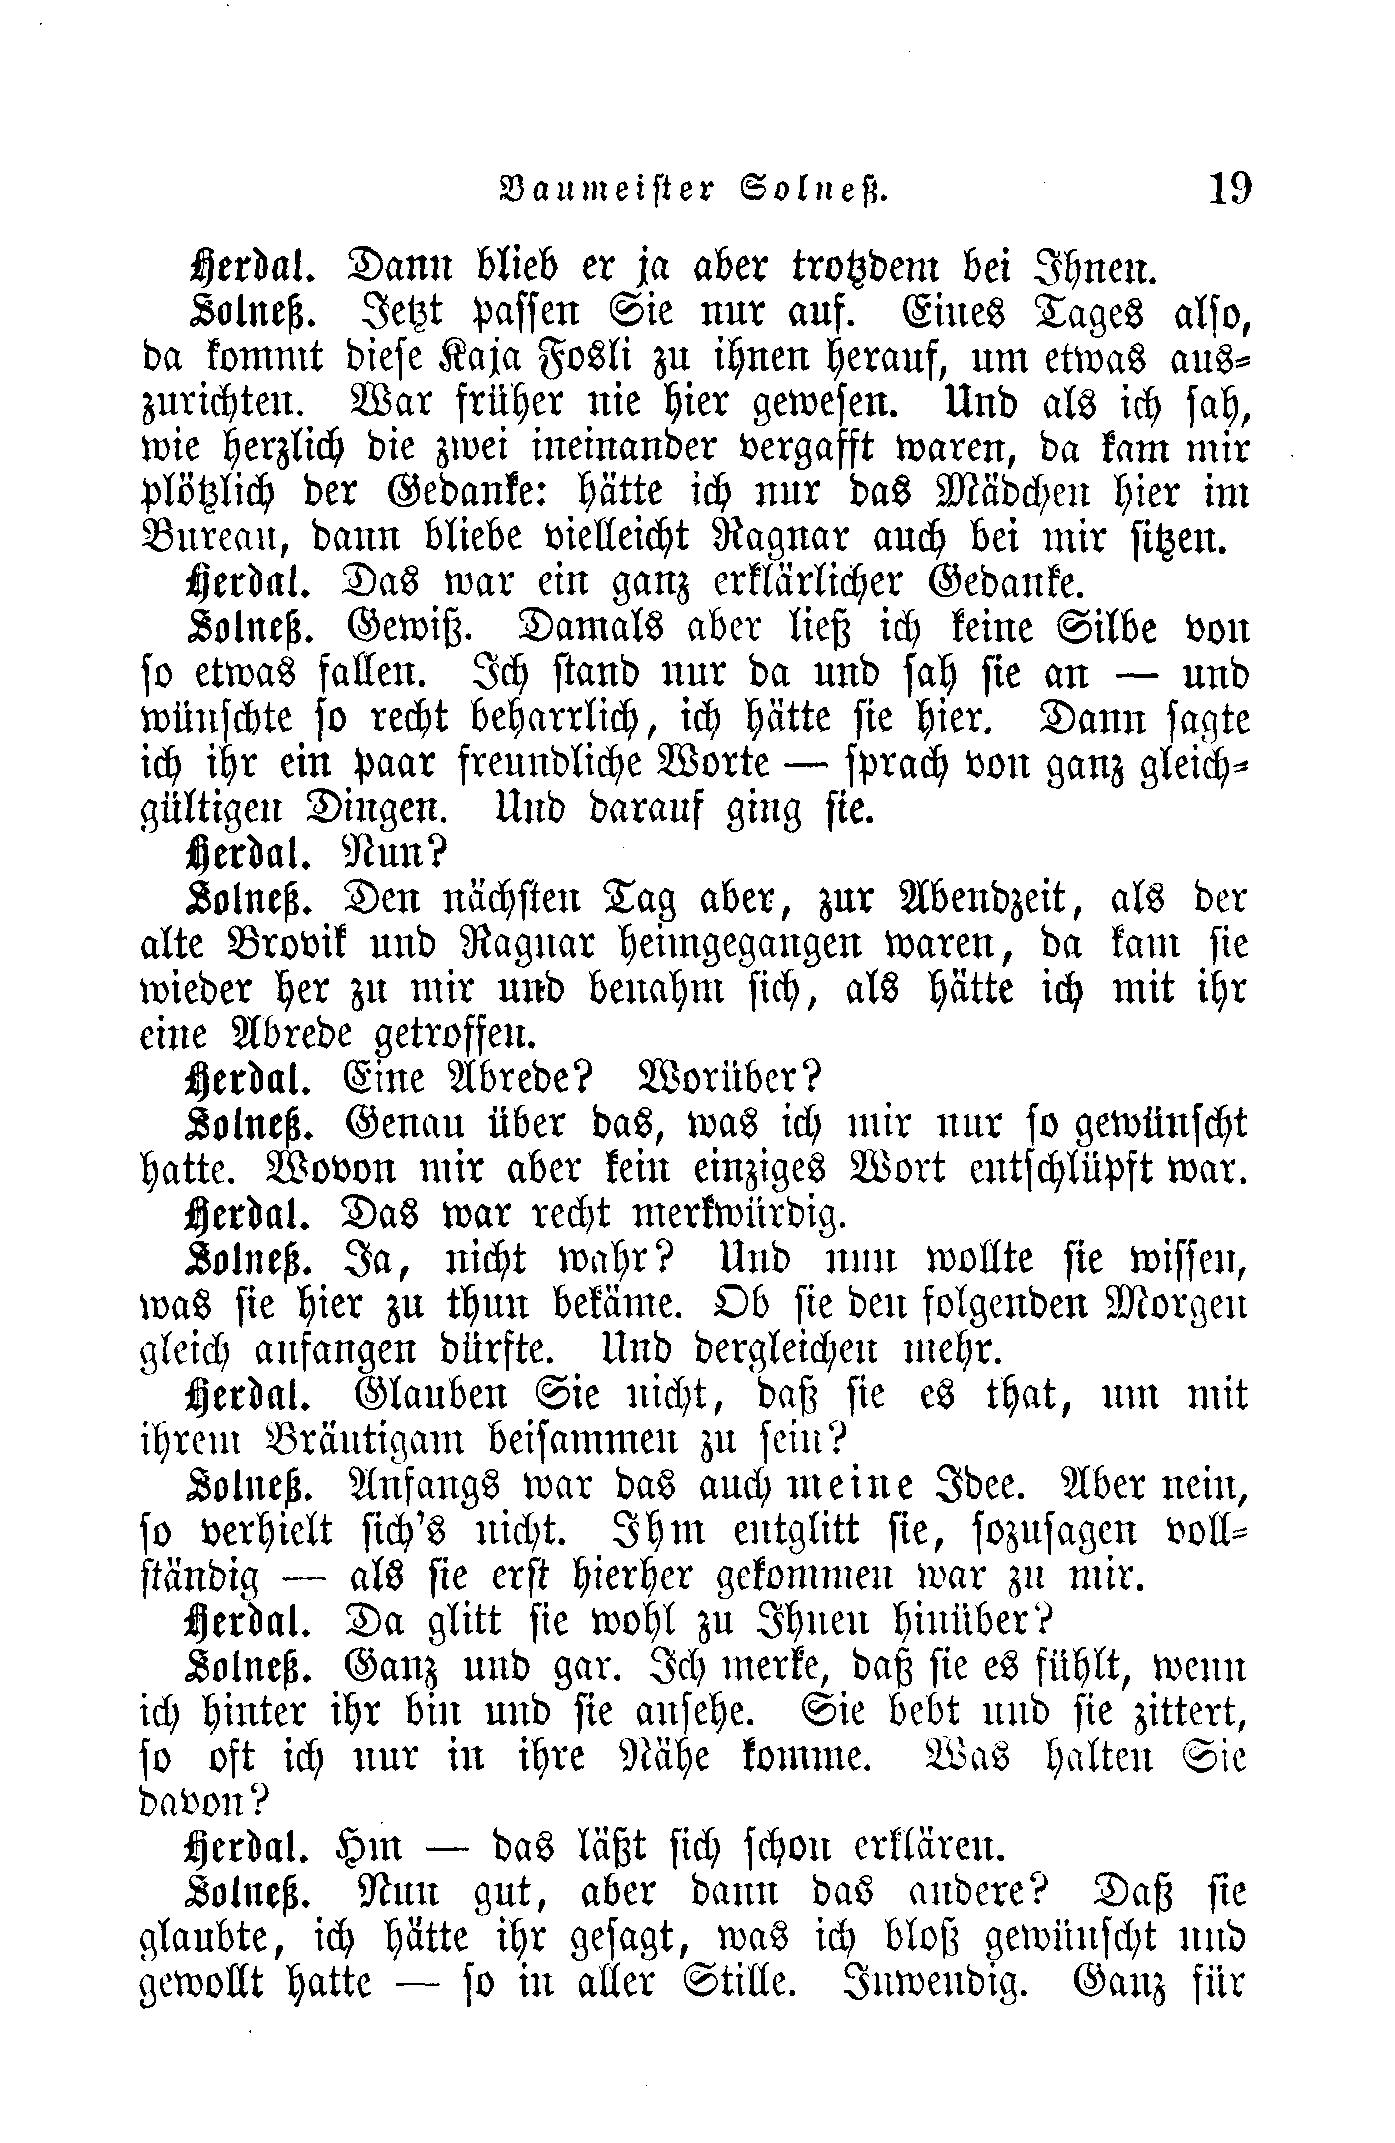 Baumeister Solneß. 19
Herdal. Dann blieb er ja aber trotzdem bei Ihnen.
Solneß. Jetzt passen Sie nur auf. Eines Tages also,
da kommt diese Kaja Fosli zu ihnen herauf, um etwas aus-
zurichten. War früher nie hier gewesen. Und als ich sah,
wie herzlich die zwei ineinander vergafft waren, da kam mir
plötzlich der Gedanke: hätte ich nur das Mädchen hier im
Bureau, dann bliebe vielleicht Ragnar auch bei mir sitzen.
Herdal. Das war ein ganz erklärlicher Gedanke.
Solneß. Gewiß. Damals aber ließ ich keine Silbe von
so etwas fallen. Ich stand nur da und sah sie an — und
wünschte so recht beharrlich, ich hätte sie hier. Dann sagte
ich ihr ein paar freundliche Worte — sprach von ganz gleich-
gültigen Dingen. Und darauf ging sie.
Herdal. Nun?
Solneß. Den nächsten Tag aber, zur Abendzeit, als der
alte Brovik und Ragnar heimgegangen waren, da kam sie
wieder her zu mir und benahm sich, als hätte ich mit ihr
eine Abrede getroffen.
Herdal. Eine Abrede? Worüber?
Solneß. Genau über das, was ich mir nur so gewünscht
hatte. Wovon mir aber kein einziges Wort entschlüpft war.
Herdal. Das war recht merkwürdig.
Solneß. Ja, nicht wahr? Und nun wollte sie wissen,
was sie hier zu thun bekäme. Ob sie den folgenden Morgen
gleich anfangen dürfte. Und dergleichen mehr.
Herdal. Glauben Sie nicht, daß sie es that, um mit
ihrem Bräutigam beisammen zu sein?
Solneß. Anfangs war das auch meine Idee. Aber nein,
so verhielt sich's nicht. Ihm entglitt sie, sozusagen voll-
ständig — als sie erst hierher gekommen war zu mir.
Herdal. Da glitt sie wohl zu Ihnen hinüber?
Solneß. Ganz und gar. Ich merke, daß sie es fühlt, wenn
ich hinter ihr bin und sie ansehe. Sie bebt und sie zittert,
so oft ich nur in ihre Nähe komme. Was halten Sie
davon?
Herdal. Hm — das läßt sich schon erklären.
Solneß. Nun gut, aber dann das andere? Daß sie
glaubte, ich hätte ihr gesagt, was ich bloß gewünscht und
gewollt hatte — so in aller Stille. Inwendig. Ganz für